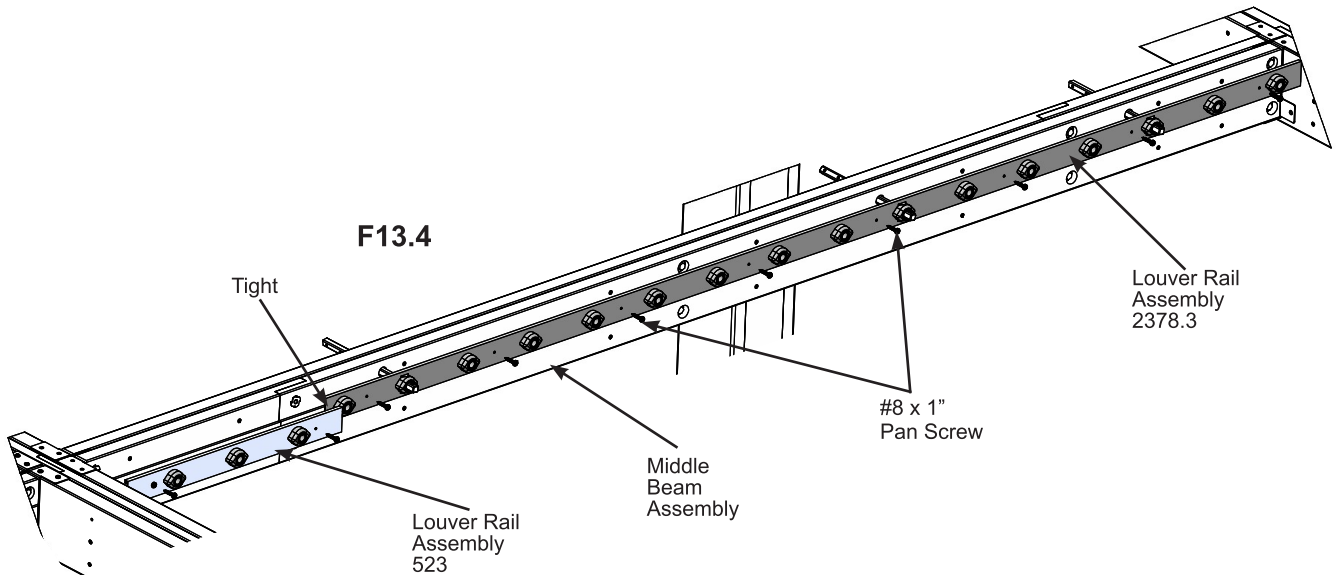 F13.4
Tight
Louver Rail
Assembly
2378.3
#8 x 1”
Pan Screw
Middle
Beam
Assembly
Louver Rail
Assembly
523